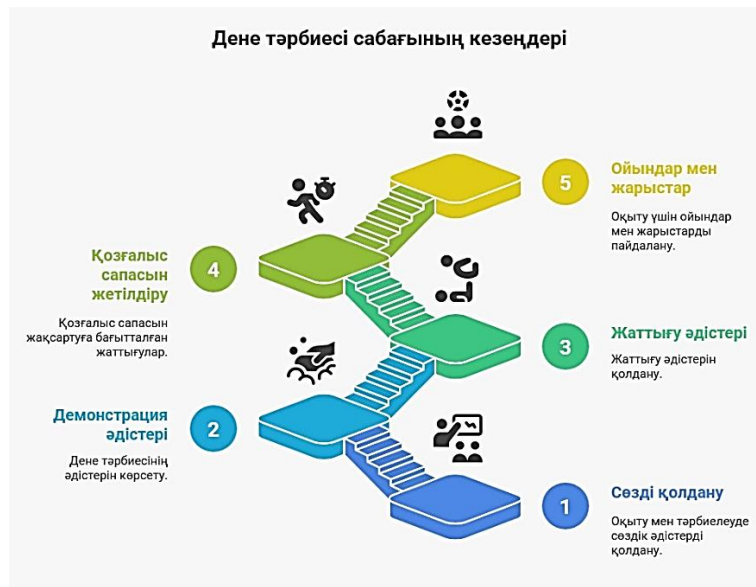 Дене тәрбиесі сабағының кезеңдері
5
Ойындар мен
жарыстар
Оқыту үшін ойындар
мен жарыстарды
пайдалану.
4
Қозғалыс
сапасын
жетілдіру
Қозғалыс сапасын
жақсартуға бағытталған
жаттығулар.
3
Жаттығу әдістері
Жаттығу әдістерін
қолдану.
2
Демонстрация
әдістері
Дене тәрбиесінің
әдістерін көрсету.
1
Сөзді қолдану
Оқыту мен тәрбиелеуде
сөздік әдістерді
қолдану.